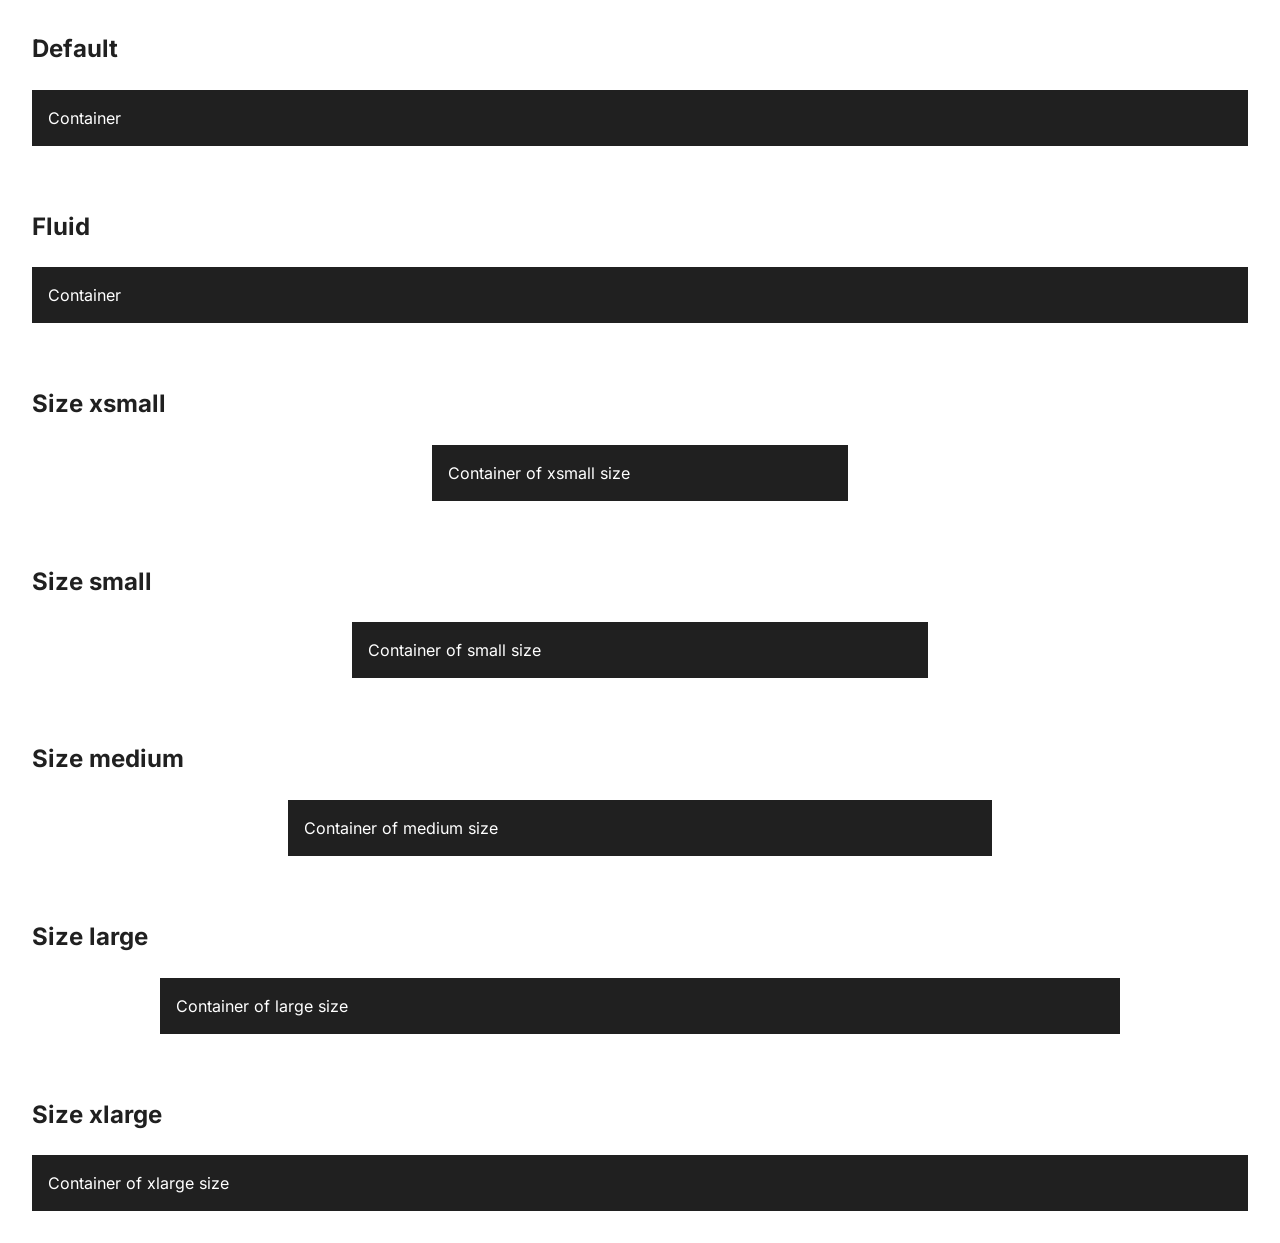 Default
Container
Fluid
Container
Size xsmall
Container of xsmall size
Size small
Container of small size
Size medium
Container of medium size
Size large
Container of large size
Size xlarge
Container of xlarge size